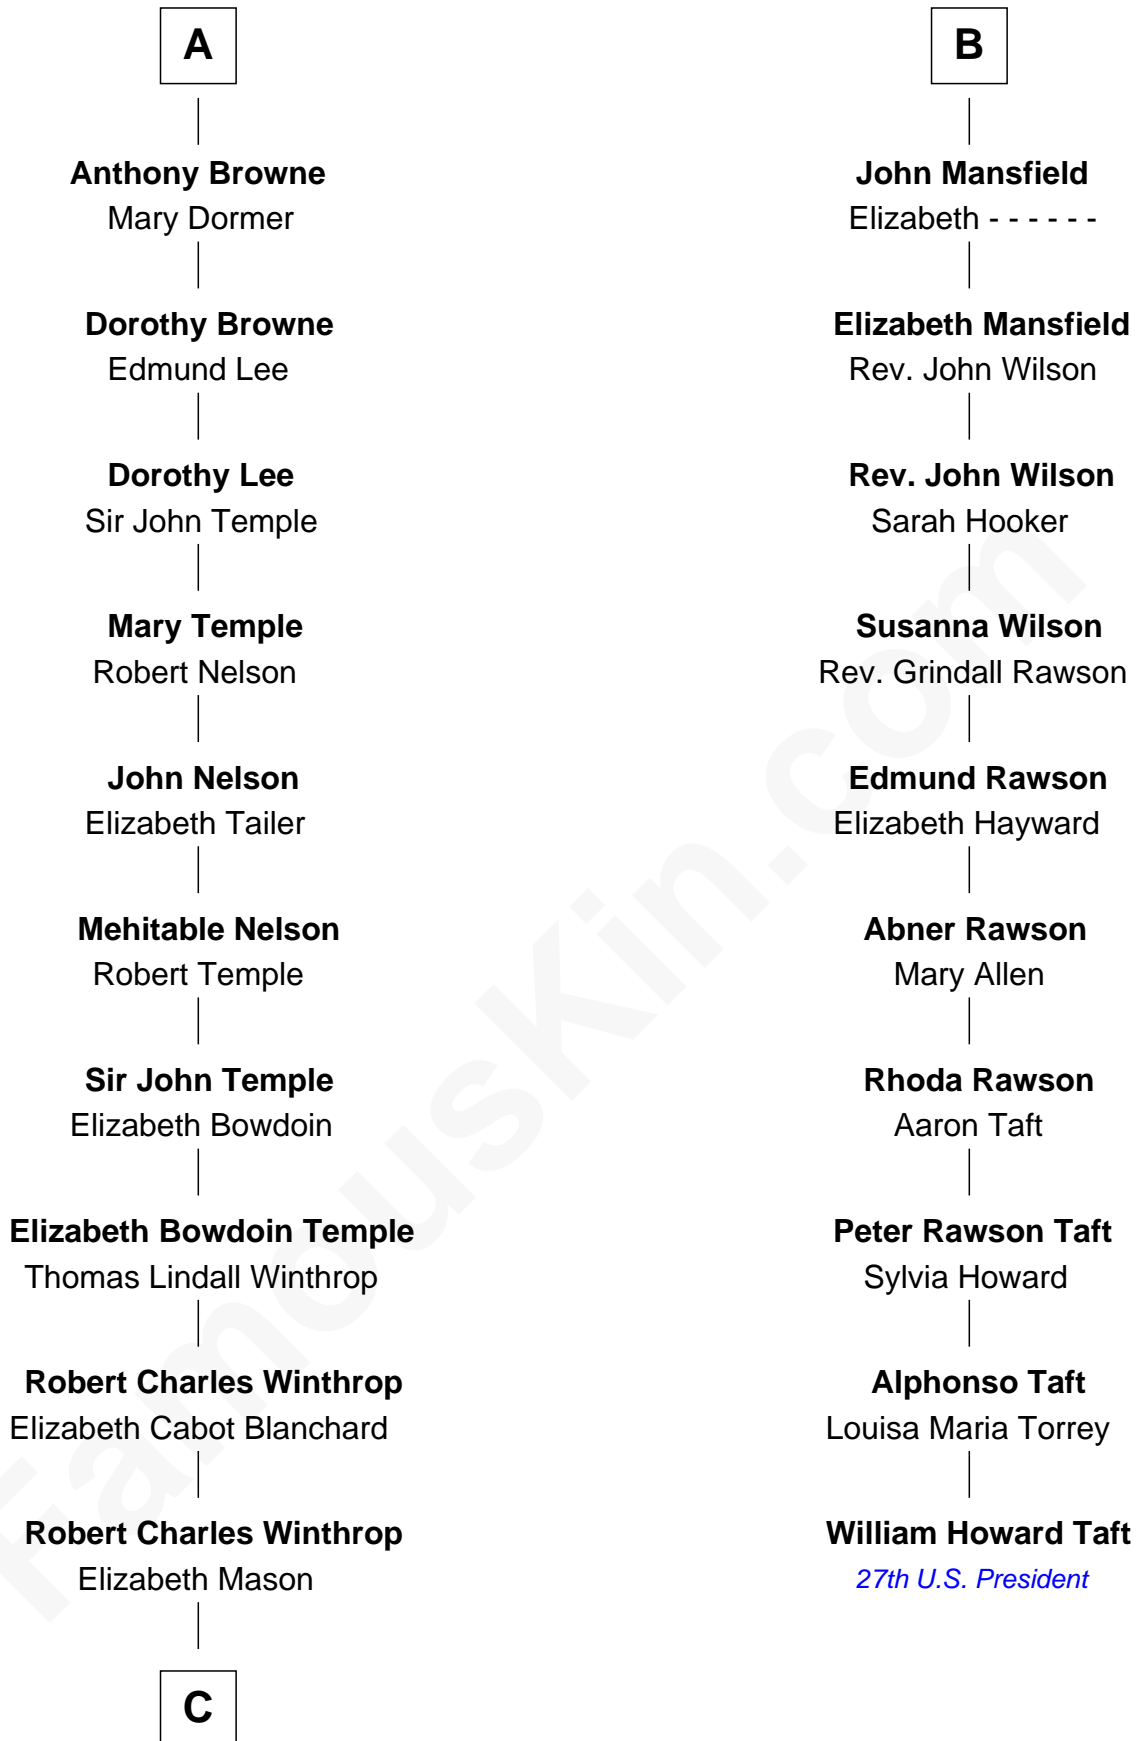 A
Anthony Browne
Mary Dormer
Dorothy Browne
Edmund Lee
Dorothy Lee
Sir John Temple
Mary Temple
Robert Nelson
John Nelson
Elizabeth Tailer
Mehitable Nelson
Robert Temple
Sir John Temple
Elizabeth Bowdoin
Elizabeth Bowdoin Temple
Thomas Lindall Winthrop
Robert Charles Winthrop
Elizabeth Cabot Blanchard
Robert Charles Winthrop
Elizabeth Mason
C
B
John Mansfield
Elizabeth - - - - - -
Elizabeth Mansfield
Rev. John Wilson
Rev. John Wilson
Sarah Hooker
Susanna Wilson
Rev. Grindall Rawson
Edmund Rawson
Elizabeth Hayward
Abner Rawson
Mary Allen
Rhoda Rawson
Aaron Taft
Peter Rawson Taft
Sylvia Howard
Alphonso Taft
Louisa Maria Torrey
William Howard Taft
27th U.S. President
FamousKin.com